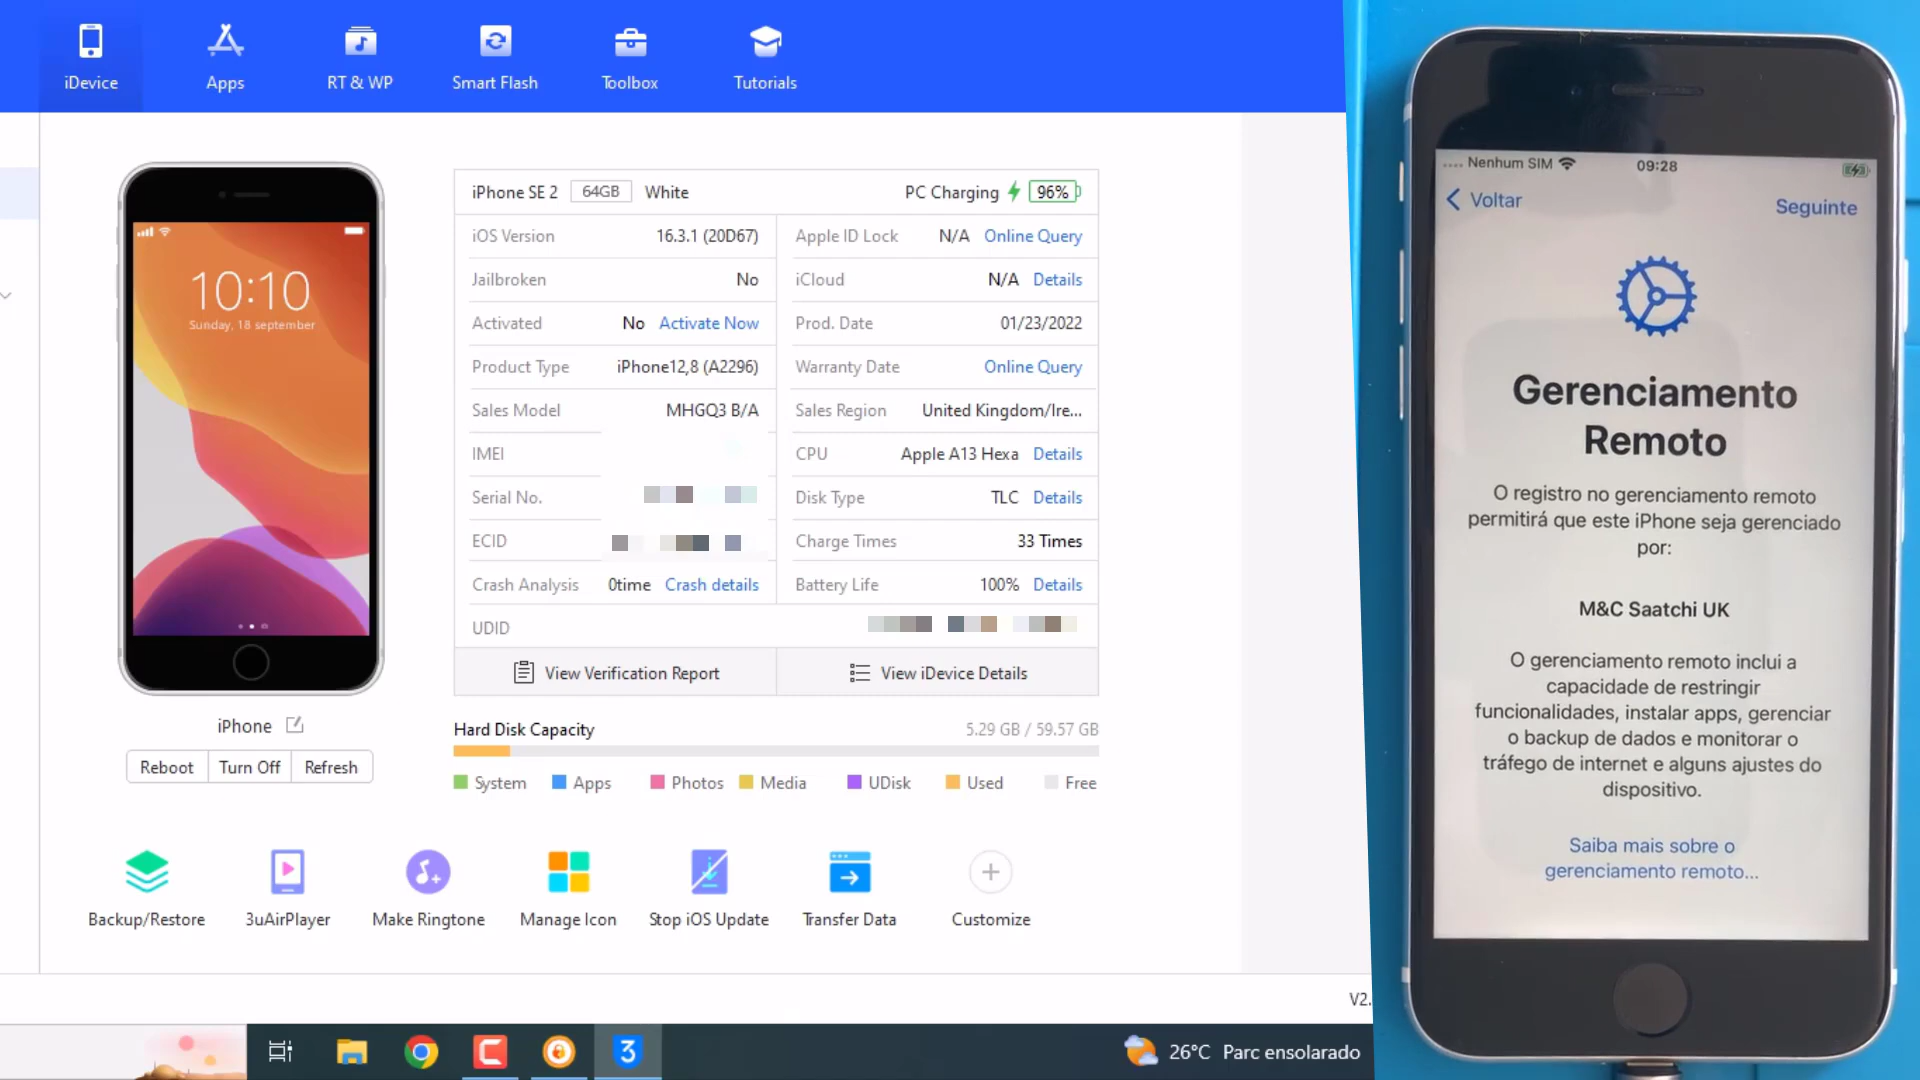 iDevice
Apps
RT & WP
Smart Flash
Toolbox
Tutorials
10:10
Sunday, 18 september
iPhone
Reboot
Turn Off
Refresh
iPhone SE 2 64GB White PC Charging 96%
iOS Version 16.3.1 (20D67) Apple ID Lock N/A Online Query
Jailbroken No iCloud N/A Details
Activated No Activate Now Prod. Date 01/23/2022
Product Type iPhone12,8 (A2296) Warranty Date Online Query
Sales Model MHGQ3 B/A Sales Region United Kingdom/Ire...
IMEI CPU Apple A13 Hexa Details
Serial No. Disk Type TLC Details
ECID Charge Times 33 Times
Crash Analysis 0time Crash details Battery Life 100% Details
UDID
View Verification Report View iDevice Details
Hard Disk Capacity 5.29 GB / 59.57 GB
System Apps Photos Media UDisk Used Free
Backup/Restore
3uAirPlayer
Make Ringtone
Manage Icon
Stop iOS Update
Transfer Data
Customize
V2.
3
26°C Parc ensolarado
Nenhum SIM 09:28
Voltar Seguinte
Gerenciamento
Remoto
O registro no gerenciamento remoto
permitirá que este iPhone seja gerenciado
por:
M&C Saatchi UK
O gerenciamento remoto inclui a
capacidade de restringir
funcionalidades, instalar apps, gerenciar
o backup de dados e monitorar o
tráfego de internet e alguns ajustes do
dispositivo.
Saiba mais sobre o
gerenciamento remoto...